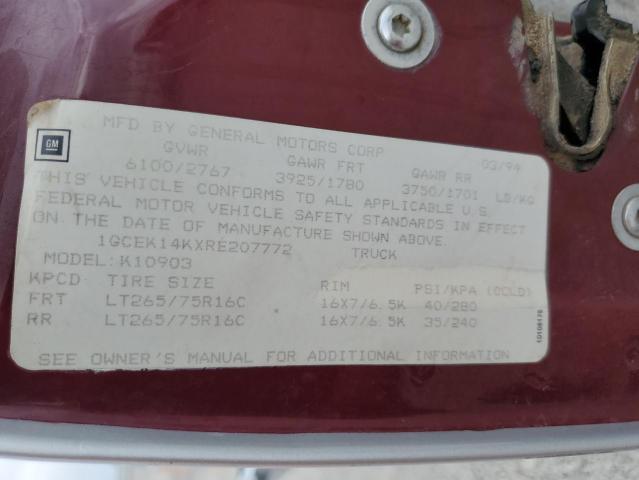 MFD BY GENERAL MOTORS CORP 03/94
GM
GVWR GAWR FRT GAWR RR
6100/2767 3925/1780 3750/1701 LB/KG
THIS VEHICLE CONFORMS TO ALL APPLICABLE U.S.
FEDERAL MOTOR VEHICLE SAFETY STANDARDS IN EFFECT
ON THE DATE OF MANUFACTURE SHOWN ABOVE.
1GCEK14KXRE207772 TRUCK
MODEL: K10903
KPCD TIRE SIZE RIM PSI/KPA (COLD)
FRT LT265/75R16C 16X7/6.5K 40/280
RR LT265/75R16C 16X7/6.5K 35/240
SEE OWNER'S MANUAL FOR ADDITIONAL INFORMATION